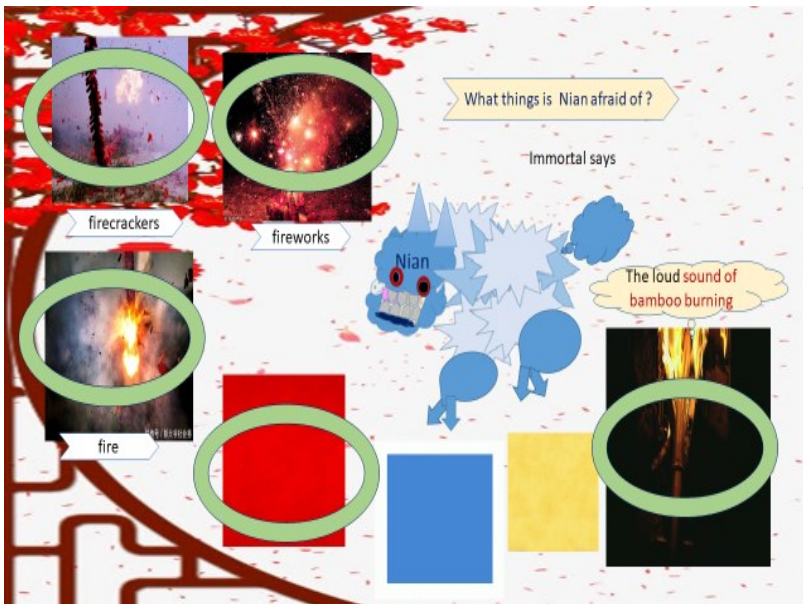 What things is Nian afraid of ?
Immortal says
firecrackers
fireworks
Nian
The loud sound of
bamboo burning
fire